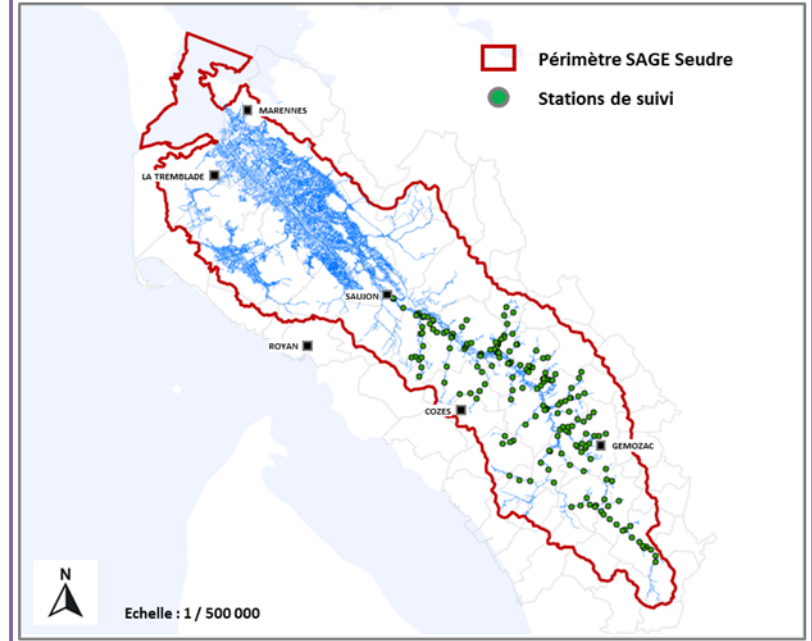 Périmètre SAGE Seudre
Stations de suivi
MARENNES
LA TREMBLADE
SAUJON
ROYAN
COZES
GEMOZAC
N
Echelle : 1 / 500 000